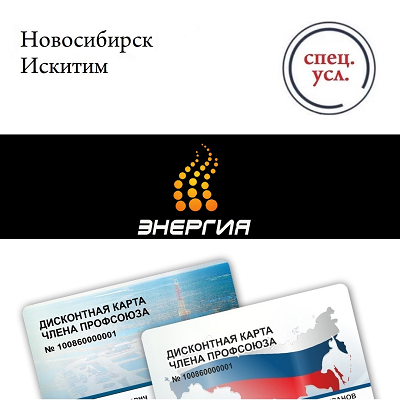 Новосибирск
Искитим
спец.
усл.
ЭНЕРГИЯ
ДИСКОНТНАЯ КАРТА
ЧЛЕНА ПРОФСОЮЗА
№ 100860000001
ДИСКОНТНАЯ КАРТА
ЧЛЕНА ПРОФСОЮЗА
№ 100860000001